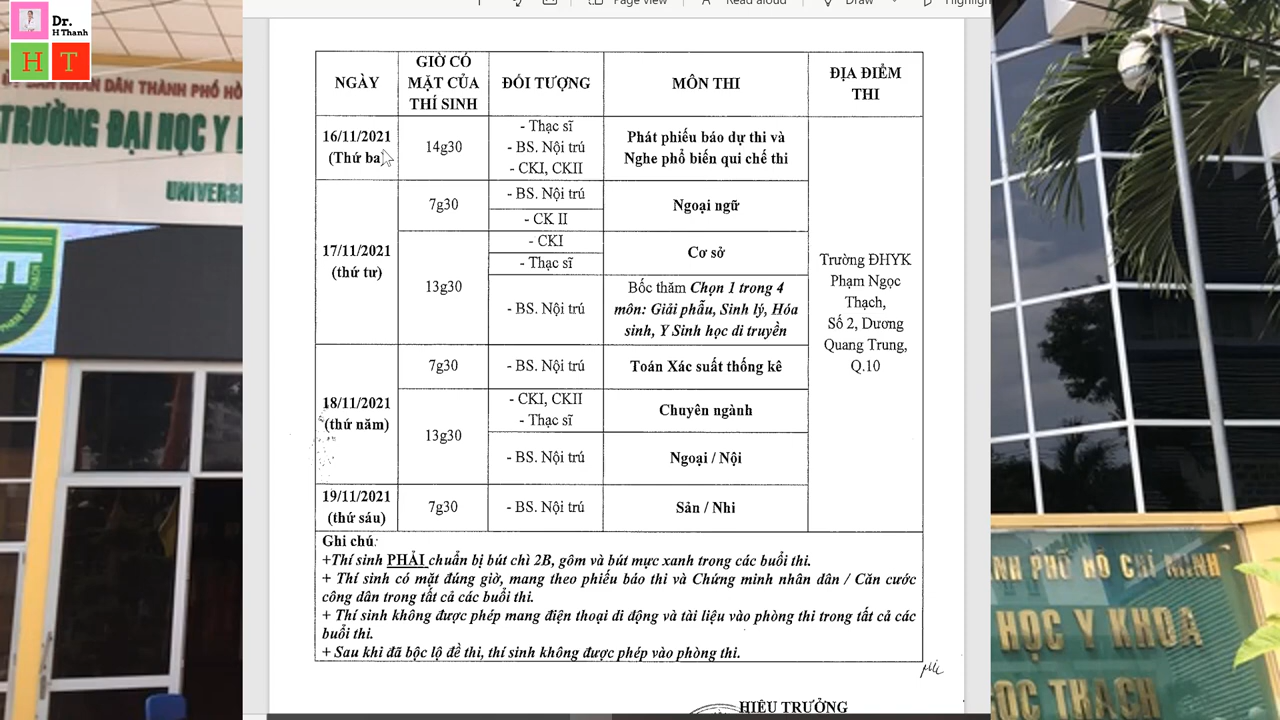 Dr.
H Thanh
H T
Page view
Read aloud
Draw
Highligh
ỦY BAN NHÂN DÂN THÀNH PHỐ HỒ
TRƯỜNG ĐẠI HỌC Y K
UNIVERS
NGÀY
GIỜ CÓ
MẶT CỦA
THÍ SINH
ĐỐI TƯỢNG
MÔN THI
ĐỊA ĐIỂM
THI
16/11/2021
(Thứ ba)
14g30
- Thạc sĩ
- BS. Nội trú
- CKI, CKII
Phát phiếu báo dự thi và
Nghe phổ biến qui chế thi
17/11/2021
(thứ tư)
7g30
- BS. Nội trú
- CK II
Ngoại ngữ
13g30
- CKI
- Thạc sĩ
Cơ sở
- BS. Nội trú
Bốc thăm Chọn 1 trong 4
môn: Giải phẫu, Sinh lý, Hóa
sinh, Y Sinh học di truyền
Trường ĐHYK
Phạm Ngọc
Thạch,
Số 2, Dương
Quang Trung,
Q.10
18/11/2021
(thứ năm)
7g30
- BS. Nội trú
Toán Xác suất thống kê
13g30
- CKI, CKII
- Thạc sĩ
Chuyên ngành
- BS. Nội trú
Ngoại / Nội
19/11/2021
(thứ sáu)
7g30
- BS. Nội trú
Sản / Nhi
Ghi chú:
+Thí sinh PHẢI chuẩn bị bút chì 2B, gôm và bút mực xanh trong các buổi thi.
+ Thí sinh có mặt đúng giờ, mang theo phiếu báo thi và Chứng minh nhân dân / Căn cước
công dân trong tất cả các buổi thi.
+ Thí sinh không được phép mang điện thoại di động và tài liệu vào phòng thi trong tất cả các
buổi thi.
+ Sau khi đã bộc lộ đề thi, thí sinh không được phép vào phòng thi.
HIỆU TRƯỞNG
NH PHỐ HỒ CHÍ MINH
HỌC Y KHOA
GỌC THẠCH